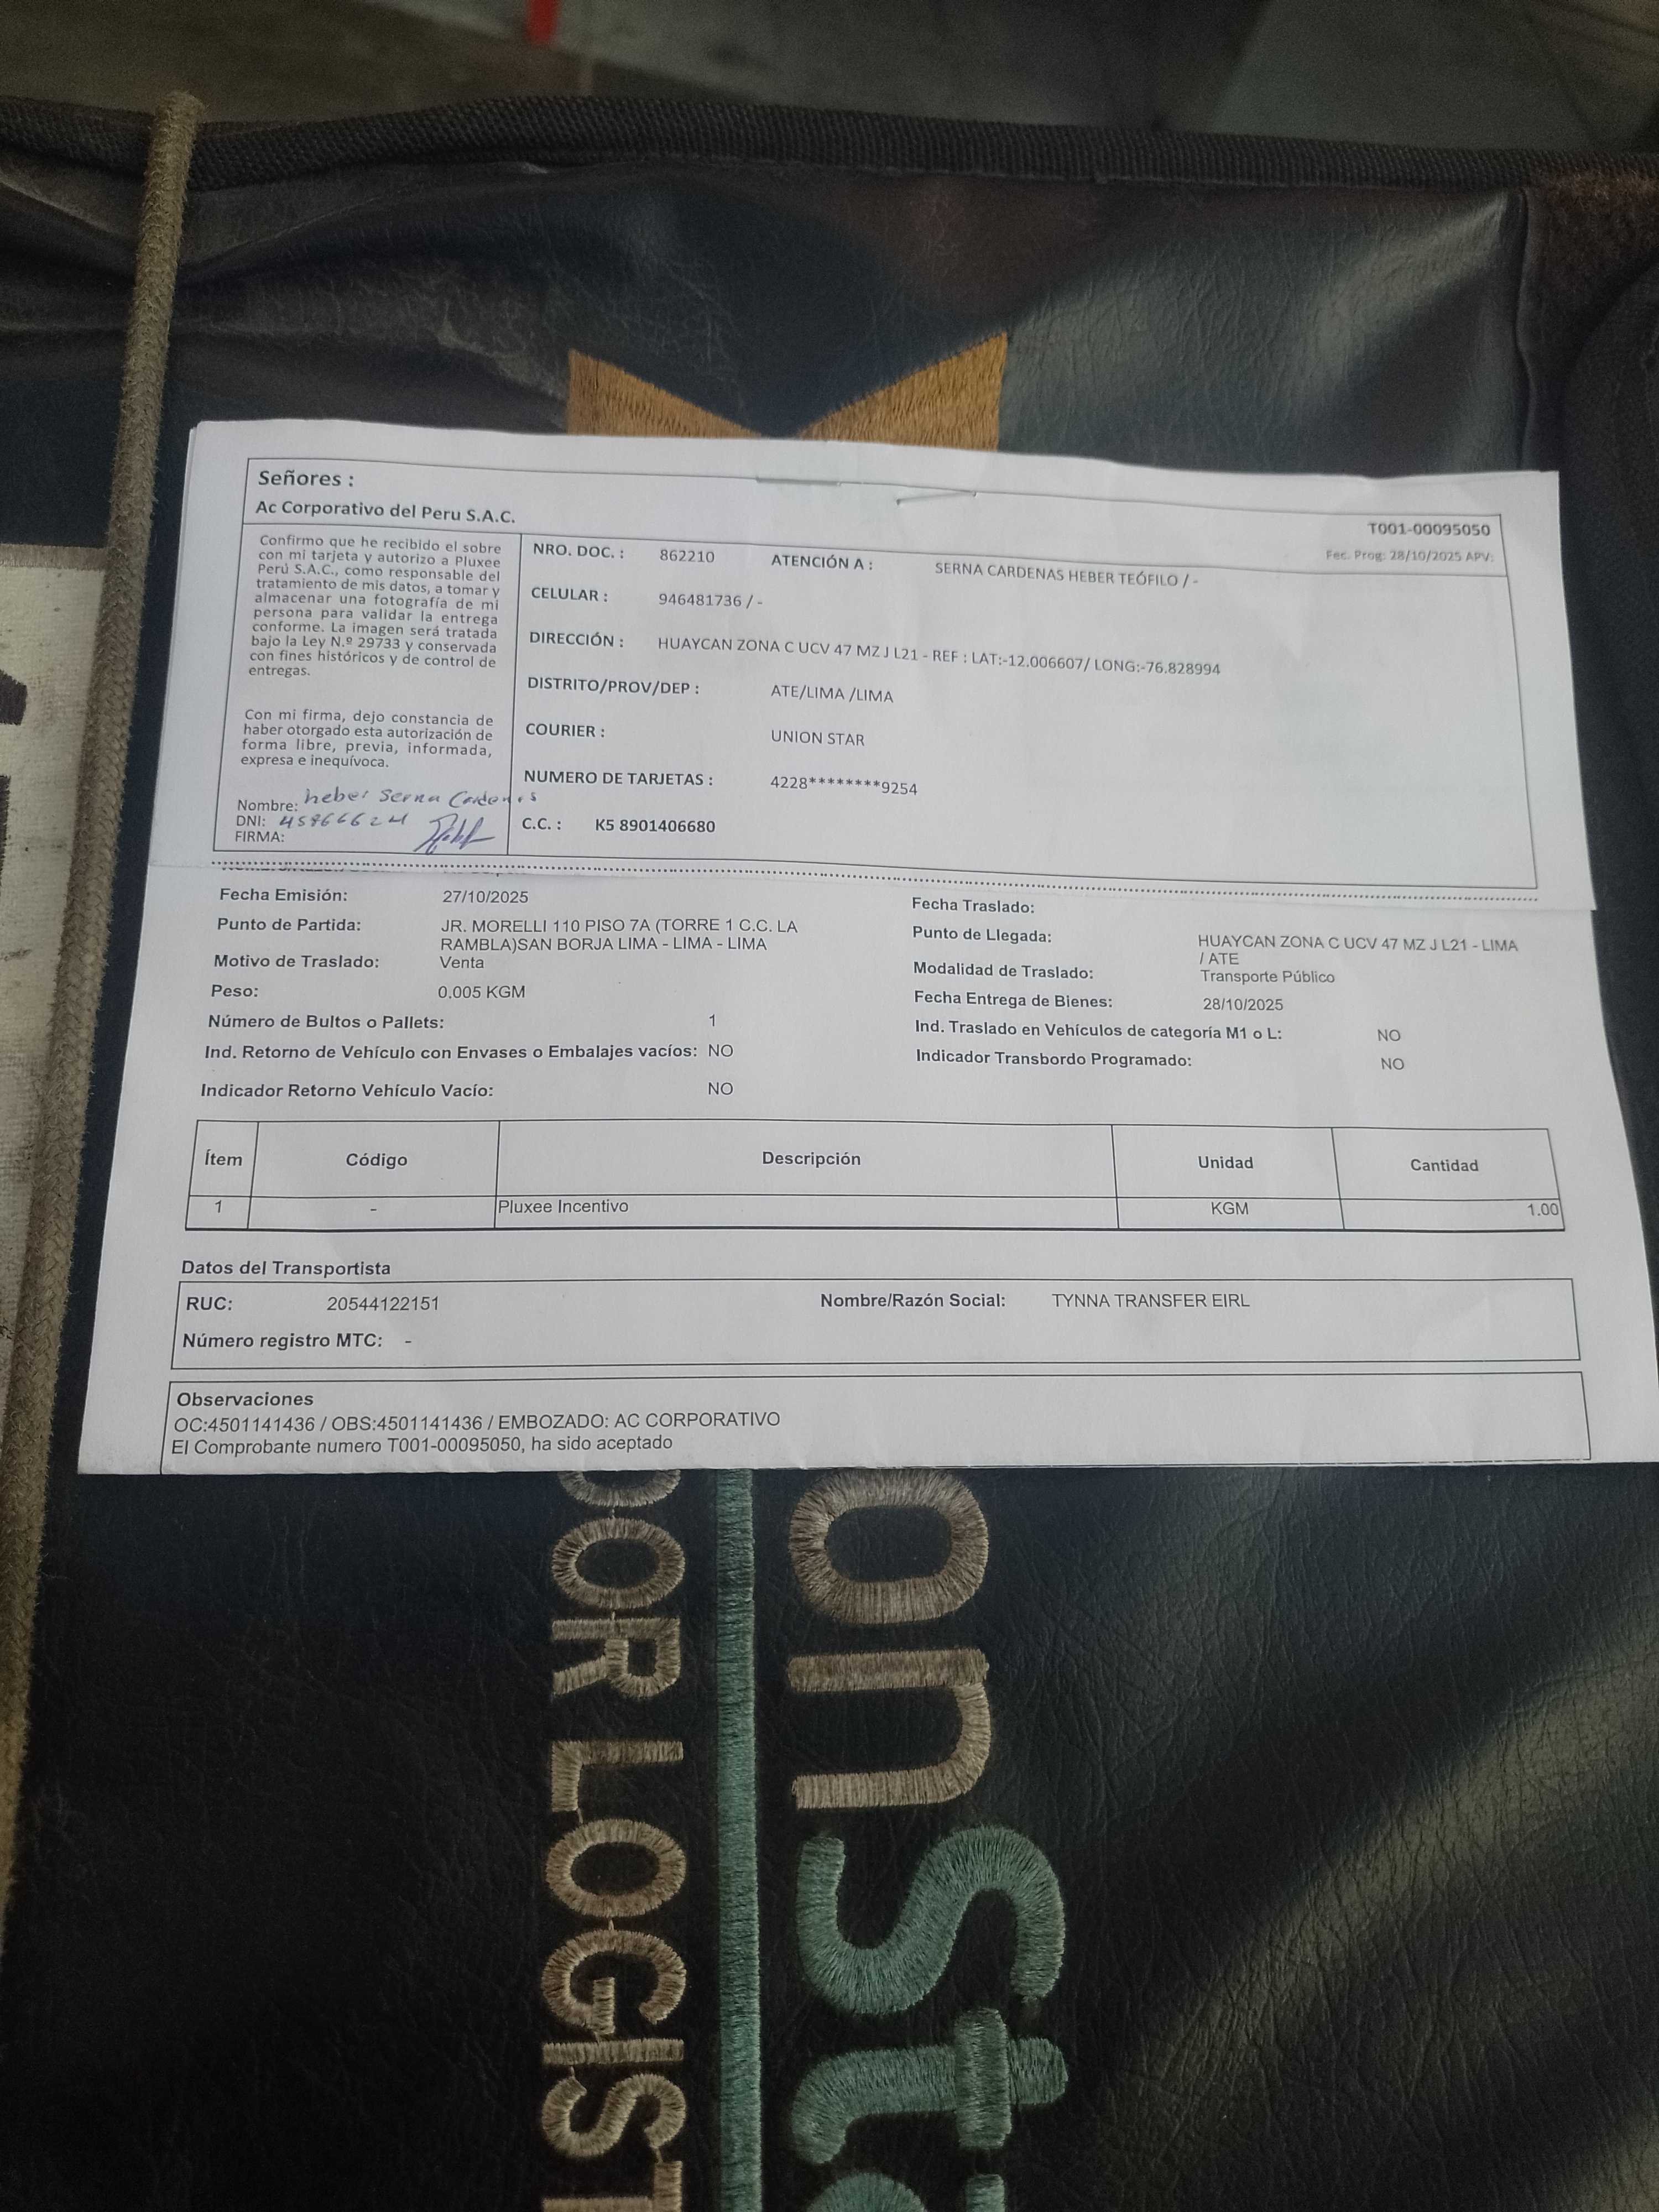 Señores :
Ac Corporativo del Peru S.A.C.
T001-00095050
Fec. Prog: 28/10/2025 APV:
Confirmo que he recibido el sobre
con mi tarjeta y autorizo a Pluxee
Perú S.A.C., como responsable del
tratamiento de mis datos, a tomar y
almacenar una fotografía de mi
persona para validar la entrega
conforme. La imagen será tratada
bajo la Ley N.º 29733 y conservada
con fines históricos y de control de
entregas.
Con mi firma, dejo constancia de
haber otorgado esta autorización de
forma libre, previa, informada,
expresa e inequívoca.
Nombre: heber Serna Cardenas
DNI:
FIRMA:
NRO. DOC. : 862210 ATENCIÓN A : SERNA CARDENAS HEBER TEÓFILO / -
CELULAR : 946481736 / -
DIRECCIÓN : HUAYCAN ZONA C UCV 47 MZ J L21 - REF : LAT:-12.006607/ LONG:-76.828994
DISTRITO/PROV/DEP : ATE/LIMA /LIMA
COURIER : UNION STAR
NUMERO DE TARJETAS : 4228********9254
C.C. : K5 8901406680
Fecha Emisión: 27/10/2025 Fecha Traslado:
Punto de Partida: JR. MORELLI 110 PISO 7A (TORRE 1 C.C. LA
RAMBLA)SAN BORJA LIMA - LIMA - LIMA
Punto de Llegada: HUAYCAN ZONA C UCV 47 MZ J L21 - LIMA
/ ATE
Motivo de Traslado: Venta Modalidad de Traslado: Transporte Público
Peso: 0.005 KGM Fecha Entrega de Bienes: 28/10/2025
Número de Bultos o Pallets: 1 Ind. Traslado en Vehículos de categoría M1 o L: NO
Ind. Retorno de Vehículo con Envases o Embalajes vacíos: NO Indicador Transbordo Programado: NO
Indicador Retorno Vehículo Vacío: NO
Ítem Código Descripción Unidad Cantidad
1 - Pluxee Incentivo KGM 1.00
Datos del Transportista
RUC: 20544122151 Nombre/Razón Social: TYNNA TRANSFER EIRL
Número registro MTC: -
Observaciones
OC:4501141436 / OBS:4501141436 / EMBOZADO: AC CORPORATIVO
El Comprobante numero T001-00095050, ha sido aceptado
onSt
DOR LOGIST